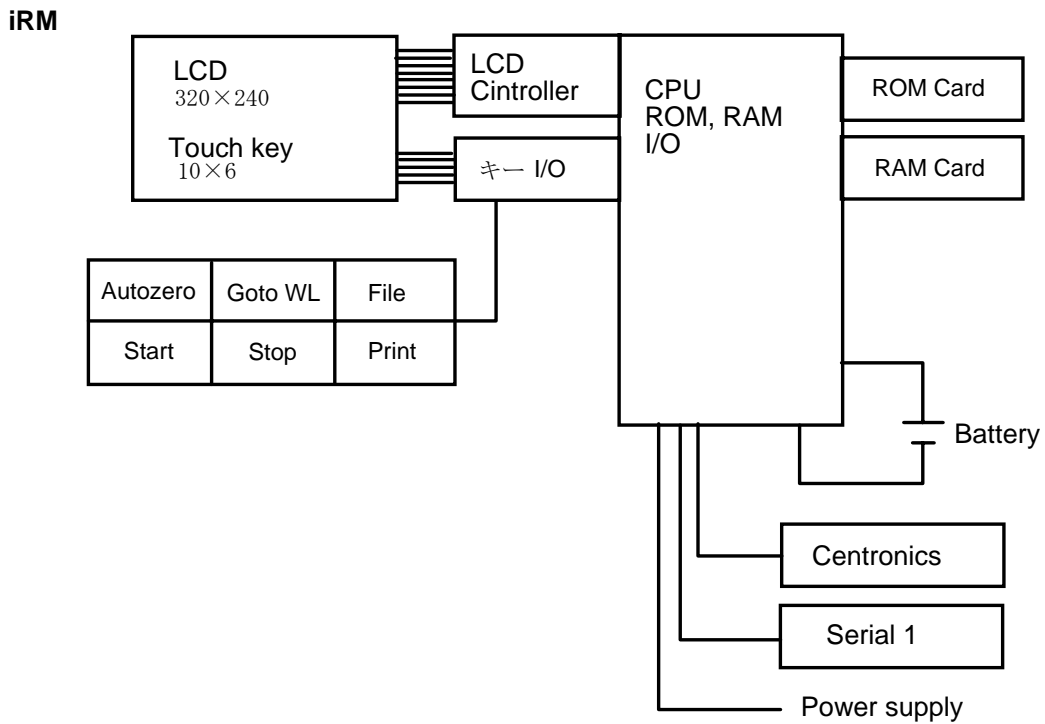 iRM
LCD
320×240
Touch key
10×6
LCD
Cintroller
キー I/O
CPU
ROM, RAM
I/O
ROM Card
RAM Card
Autozero
Goto WL
File
Start
Stop
Print
Battery
Centronics
Serial 1
Power supply